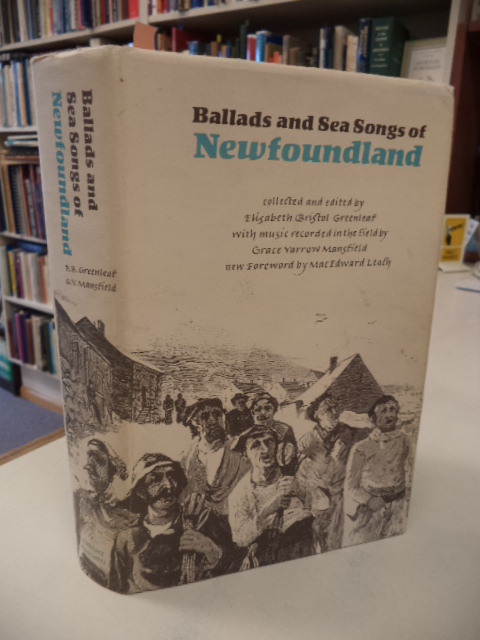 Ballads and Sea Songs of
Newfoundland
collected and edited by
Elisabeth Bristol Greenleaf
with music recorded in the field by
Grace Yarrow Mansfield
new Foreword by MacEdward Leach
Ballads and
Sea Songs of
Newfoundland
E.B. Greenleaf
G.Y. Mansfield